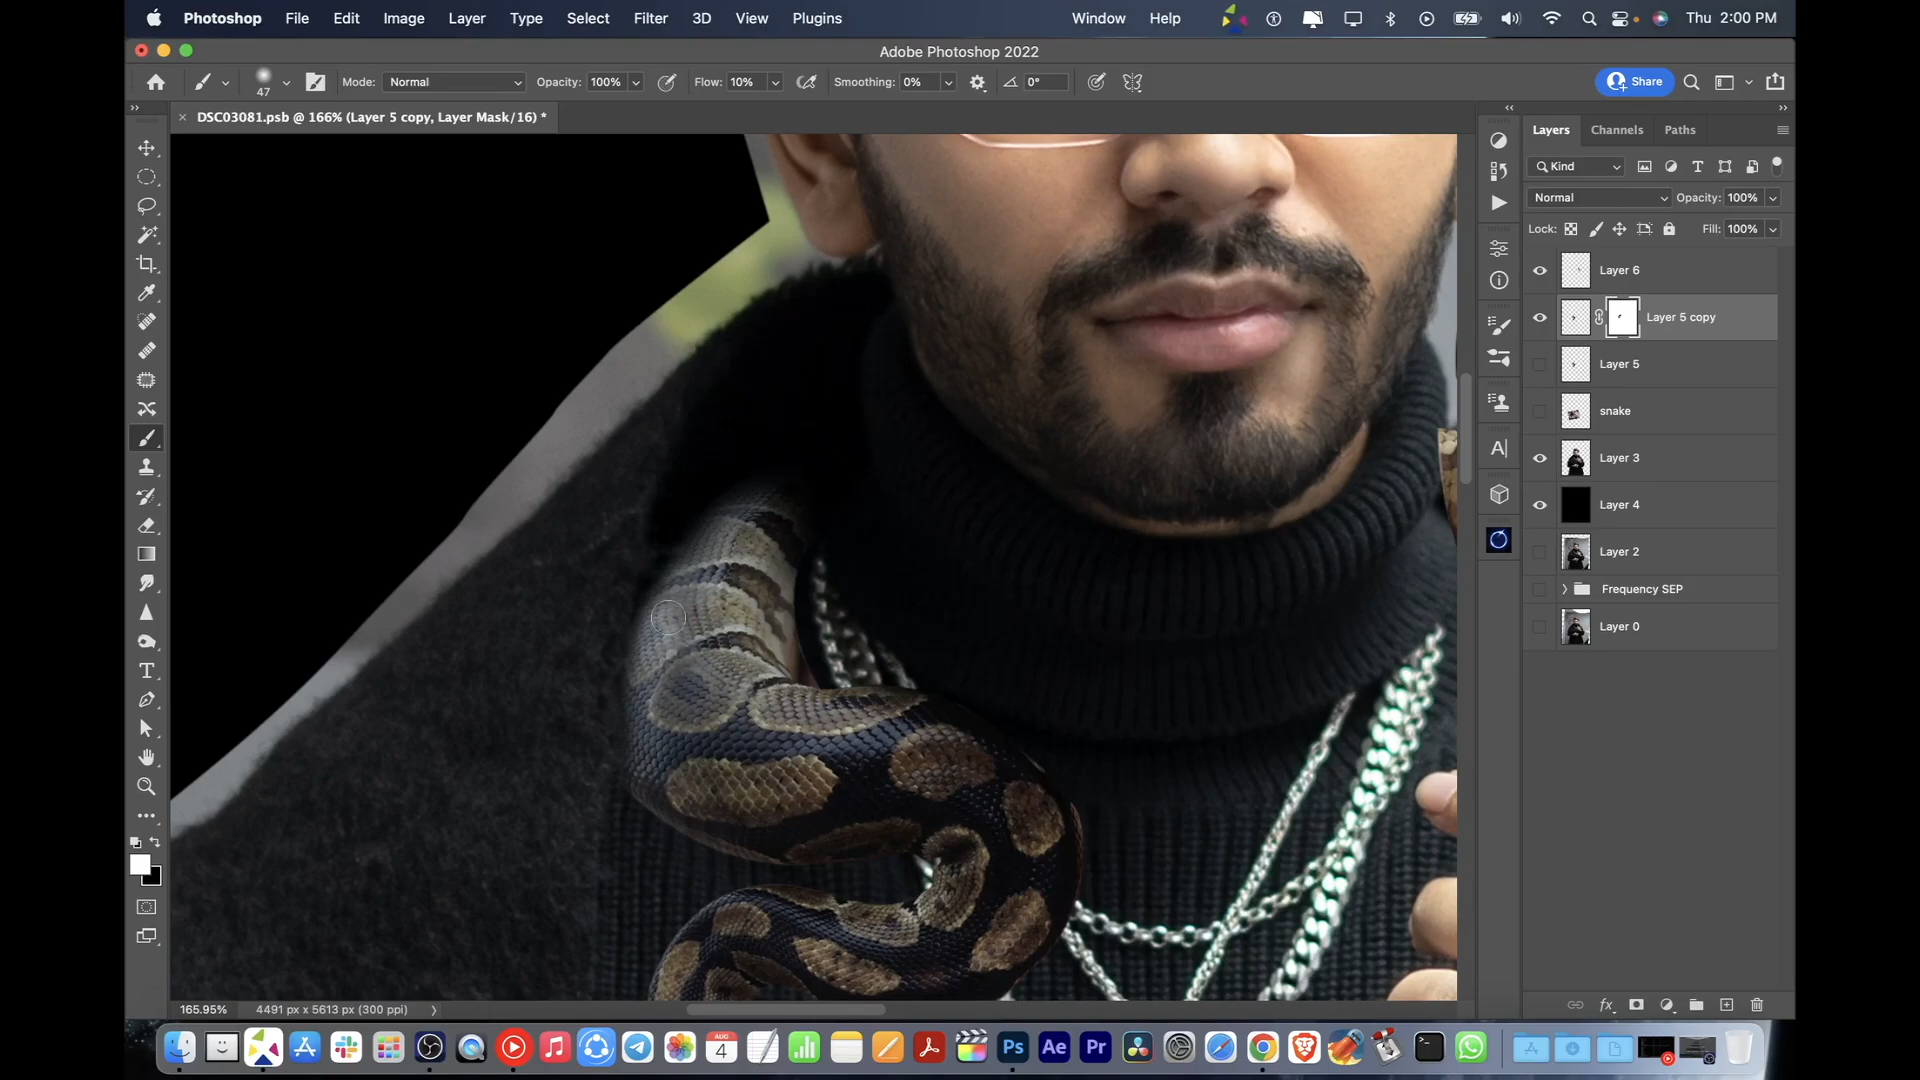 Photoshop File Edit Image Layer Type Select Filter 3D View Plugins Window Help Thu 2:00 PM
Adobe Photoshop 2022
47 Mode: Normal Opacity: 100% Flow: 10% Smoothing: 0% 0° Share
DSC03081.psb @ 166% (Layer 5 copy, Layer Mask/16) *
Layers Channels Paths
Kind
Normal Opacity: 100%
Lock: Fill: 100%
Layer 6
Layer 5 copy
Layer 5
snake
Layer 3
Layer 4
Layer 2
Frequency SEP
Layer 0
165.95% 4491 px x 5613 px (300 ppi)
AUG
4
Ps Ae Pr